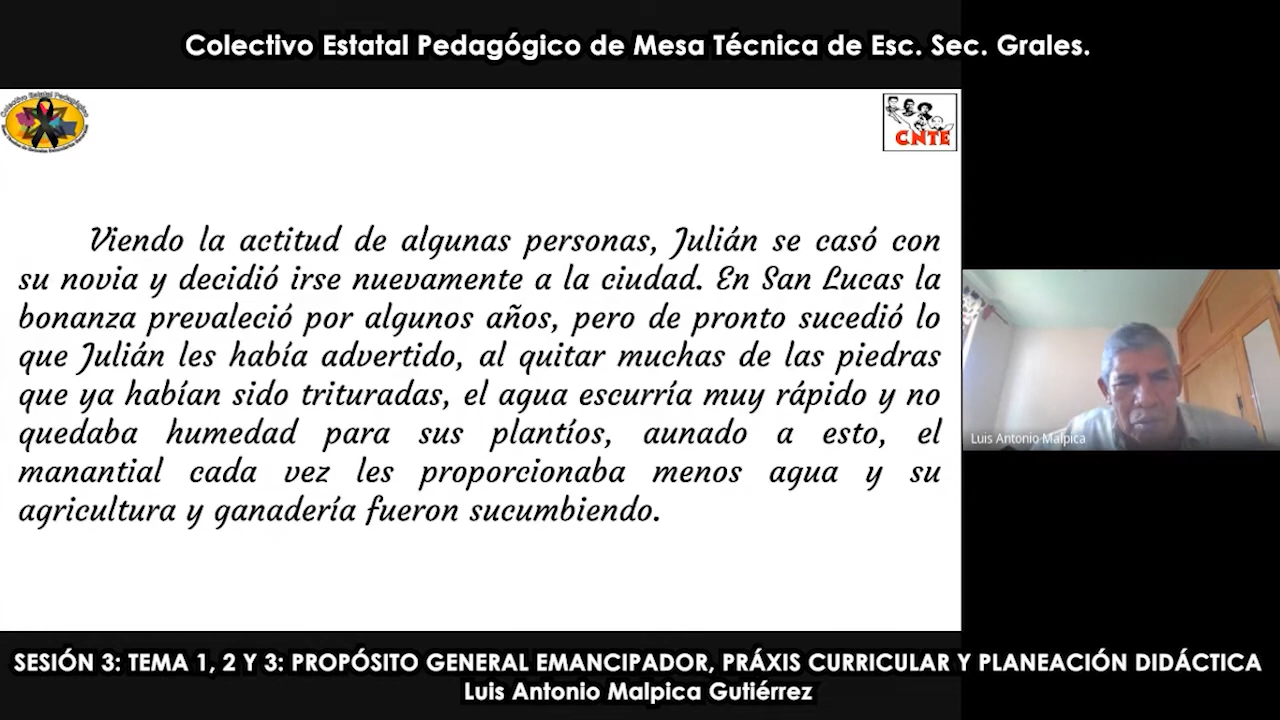 Colectivo Estatal Pedagógico de Mesa Técnica de Esc. Sec. Grales.
CNTE
Viendo la actitud de algunas personas, Julián se casó con
su novia y decidió irse nuevamente a la ciudad. En San Lucas la
bonanza prevaleció por algunos años, pero de pronto sucedió lo
que Julián les había advertido, al quitar muchas de las piedras
que ya habían sido trituradas, el agua escurría muy rápido y no
quedaba humedad para sus plantíos, aunado a esto, el
manantial cada vez les proporcionaba menos agua y su
agricultura y ganadería fueron sucumbiendo.
Luis Antonio Malpica
SESIÓN 3: TEMA 1, 2 Y 3: PROPÓSITO GENERAL EMANCIPADOR, PRÁXIS CURRICULAR Y PLANEACIÓN DIDÁCTICA
Luis Antonio Malpica Gutiérrez